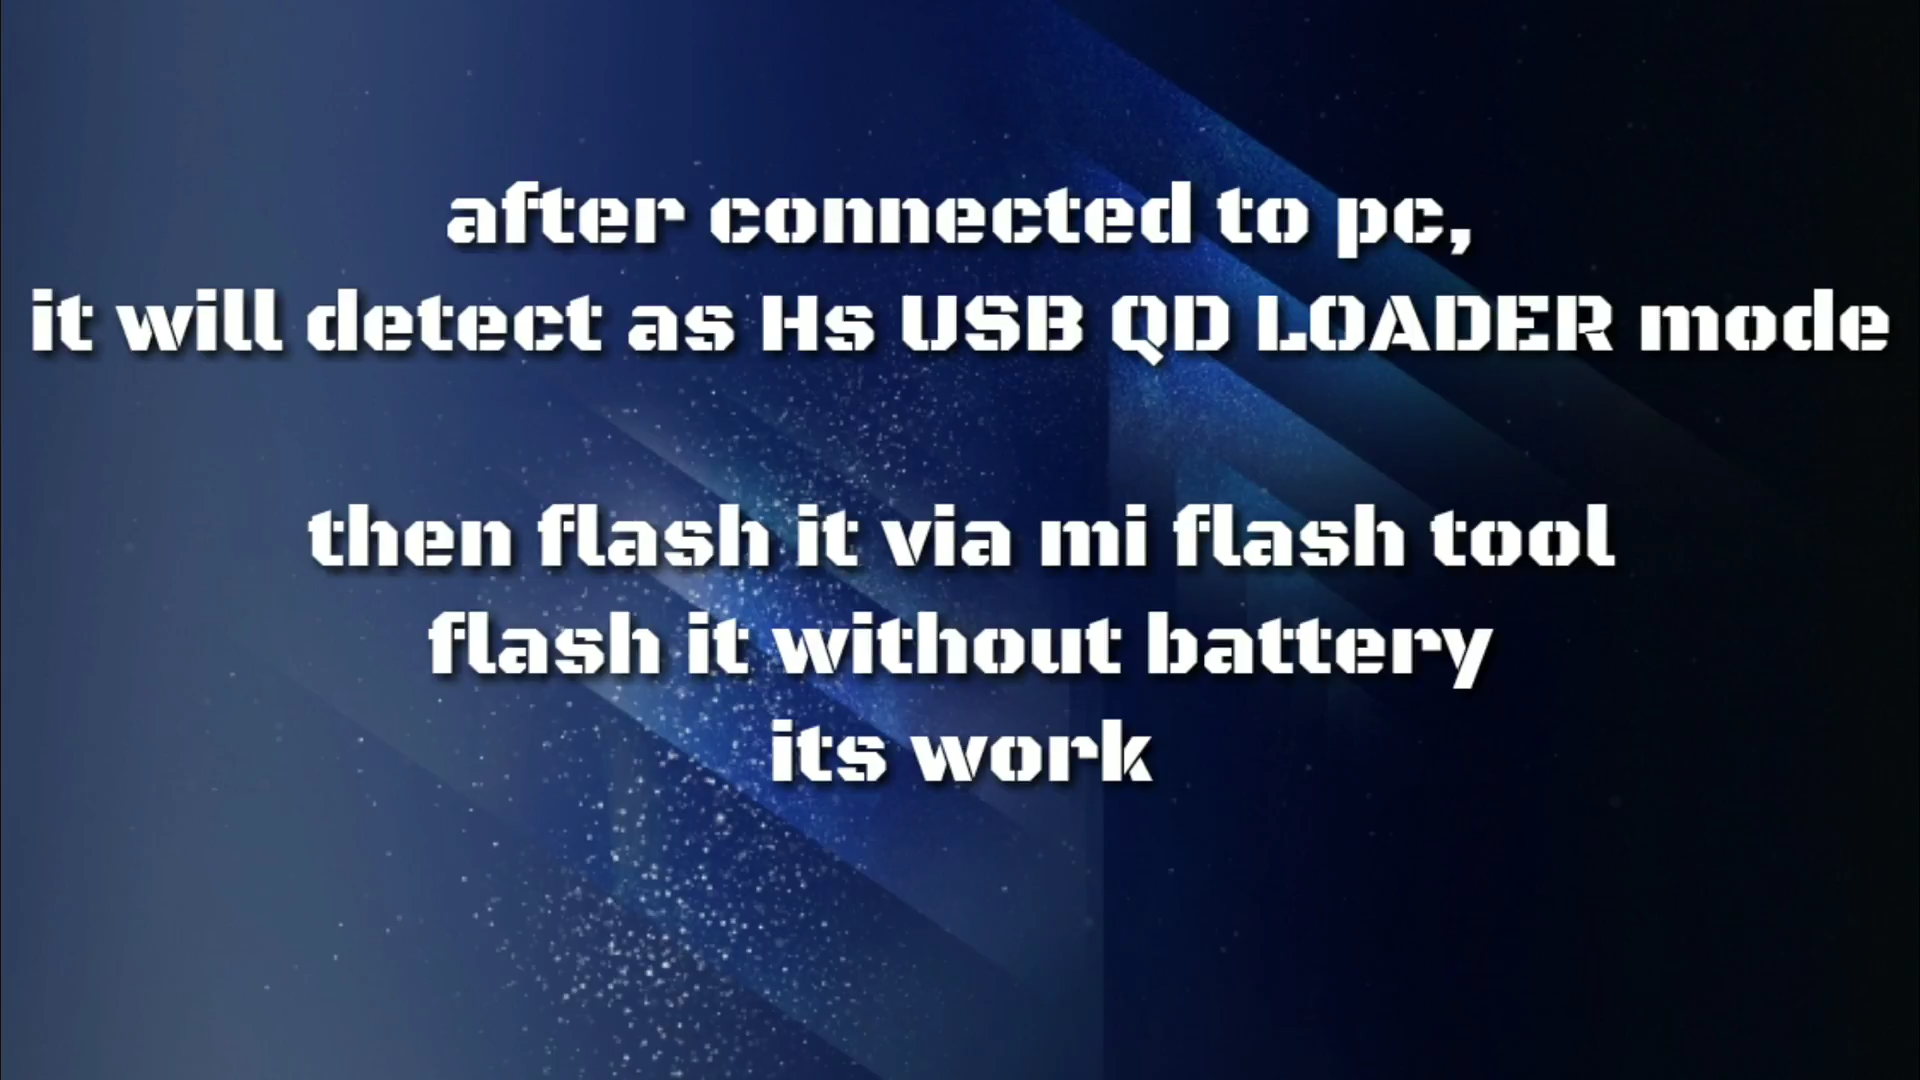 after connected to pc,
it will detect as Hs USB QD LOADER mode
then flash it via mi flash tool
flash it without battery
its work